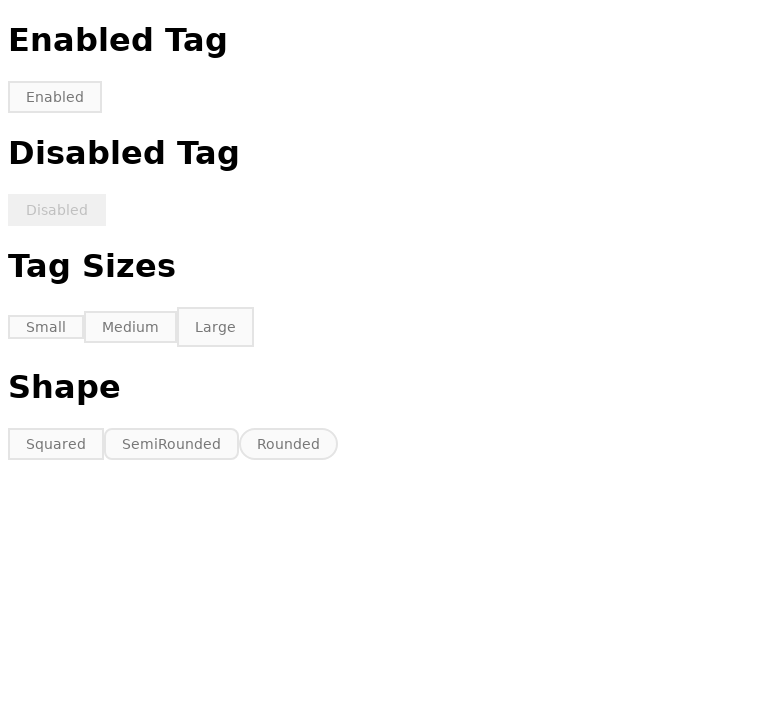 Enabled Tag
Enabled
Disabled Tag
Disabled
Tag Sizes
Small Medium Large
Shape
Squared SemiRounded Rounded